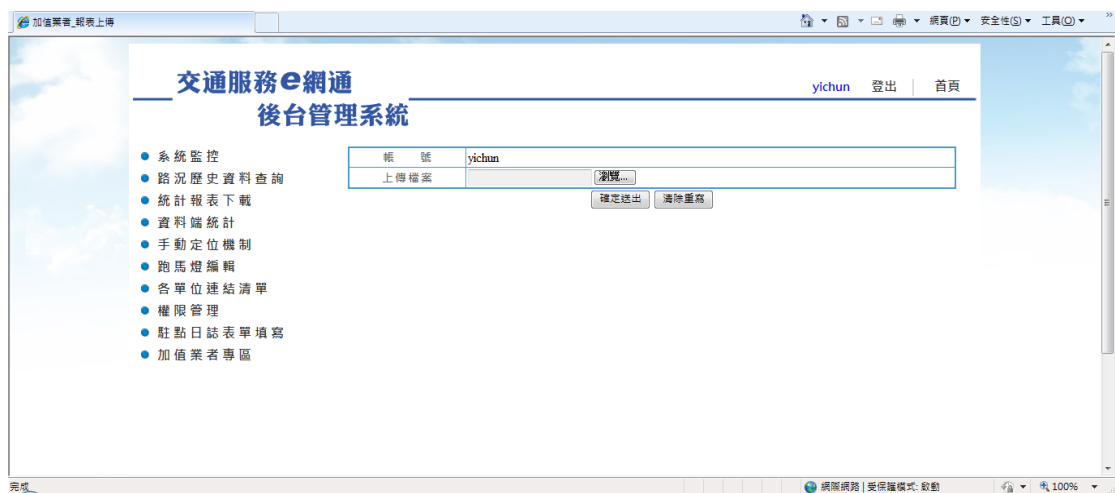 加值業者_報表上傳
網頁(P) 安全性(S) 工具(O)
交通服務e網通
後台管理系統
yichun 登出 首頁
系統監控
路況歷史資料查詢
統計報表下載
資料端統計
手動定位機制
跑馬燈編輯
各單位連結清單
權限管理
駐點日誌表單填寫
加值業者專區
帳 號 yichun
上傳檔案 瀏覽...
確定送出 清除重寫
完成 網際網路 | 受保護模式: 啟動 100%